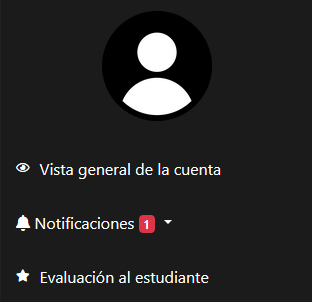 Vista general de la cuenta
Notificaciones 1
Evaluación al estudiante